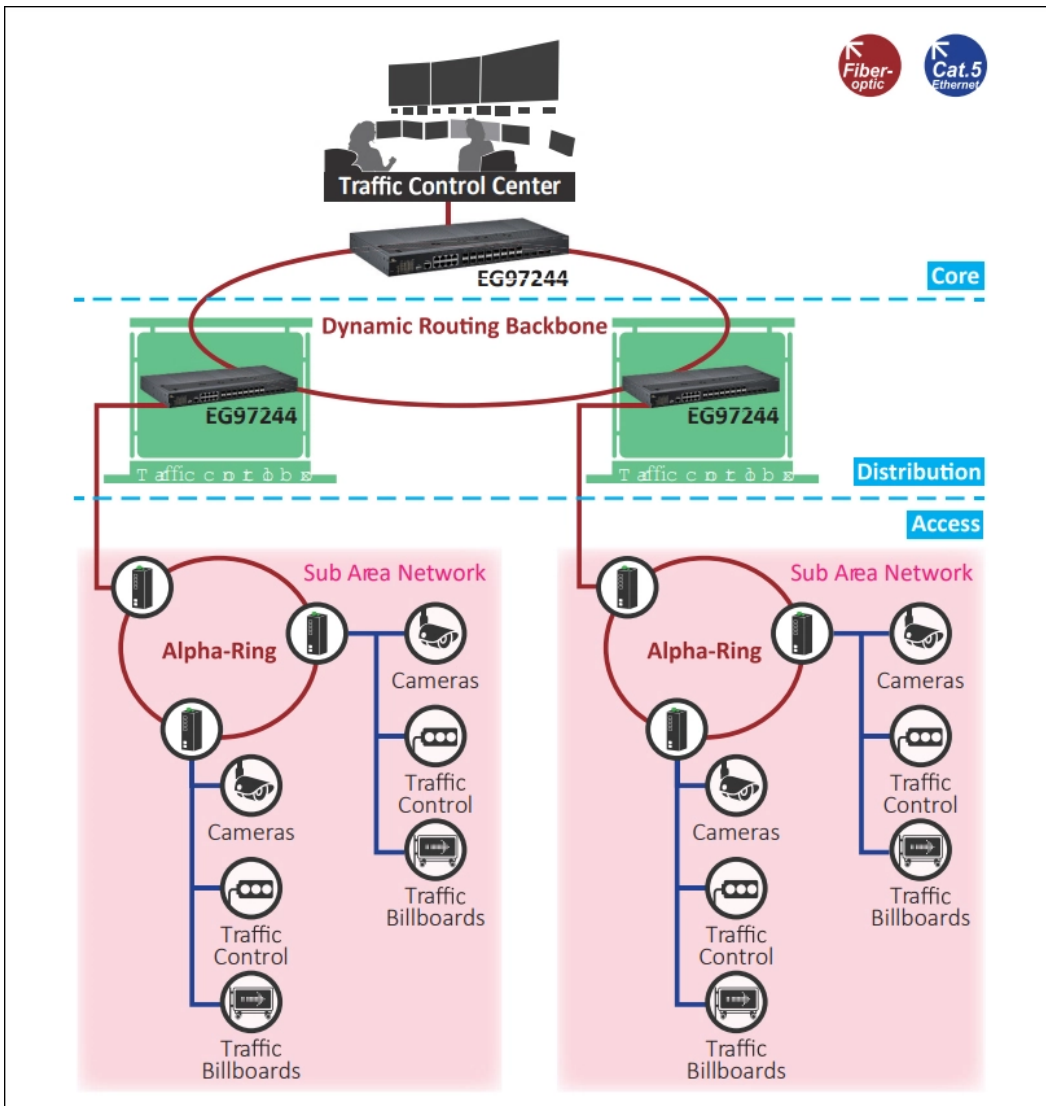 Fiber-
optic
Cat.5
Ethernet
Traffic Control Center
EG97244
Core
Dynamic Routing Backbone
EG97244
EG97244
Distribution
Access
Sub Area Network
Sub Area Network
Alpha-Ring
Cameras
Traffic
Control
Traffic
Billboards
Cameras
Traffic
Control
Traffic
Billboards
Alpha-Ring
Cameras
Traffic
Control
Traffic
Billboards
Cameras
Traffic
Control
Traffic
Billboards